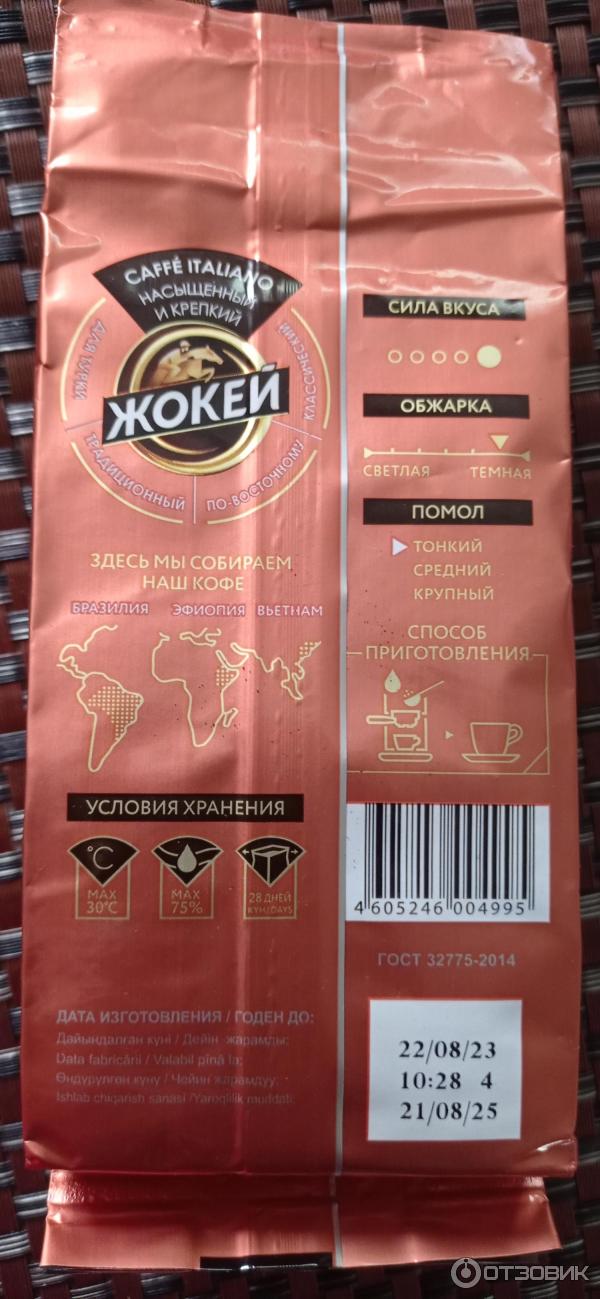 CAFFÈ ITALIANO
НАСЫЩЕННЫЙ
И КРЕПКИЙ
ДЛЯ ТУРКИ
КЛАССИЧЕСКИЙ
ЖОКЕЙ
ТРАДИЦИОННЫЙ
ПО-ВОСТОЧНОМУ
ЗДЕСЬ МЫ СОБИРАЕМ
НАШ КОФЕ
БРАЗИЛИЯ ЭФИОПИЯ ВЬЕТНАМ
УСЛОВИЯ ХРАНЕНИЯ
°C
MAX
30°C
MAX
75%
28 ДНЕЙ
КҮН/DAYS
ДАТА ИЗГОТОВЛЕНИЯ / ГОДЕН ДО:
Дайындалған күні / Дейін жарамды:
Data fabricării / Valabil pînă la:
Өндүрүлгөн күнү / Чейин жарамдуу:
Ishlab chiqarish sanasi /Yaroqlilik muddati:
СИЛА ВКУСА
ОБЖАРКА
СВЕТЛАЯ ТЕМНАЯ
ПОМОЛ
ТОНКИЙ
СРЕДНИЙ
КРУПНЫЙ
СПОСОБ
ПРИГОТОВЛЕНИЯ
4 605246 004995
ГОСТ 32775-2014
22/08/23
10:28 4
21/08/25
ОТЗОВИК